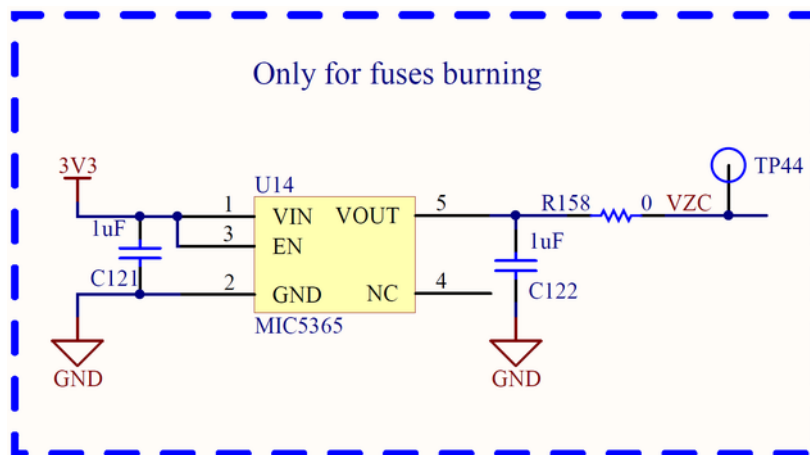 Only for fuses burning
3V3
U14
TP44
1 VIN VOUT 5 R158 0 VZC
1uF 3 EN 1uF
C121 2 GND NC 4 C122
MIC5365
GND GND